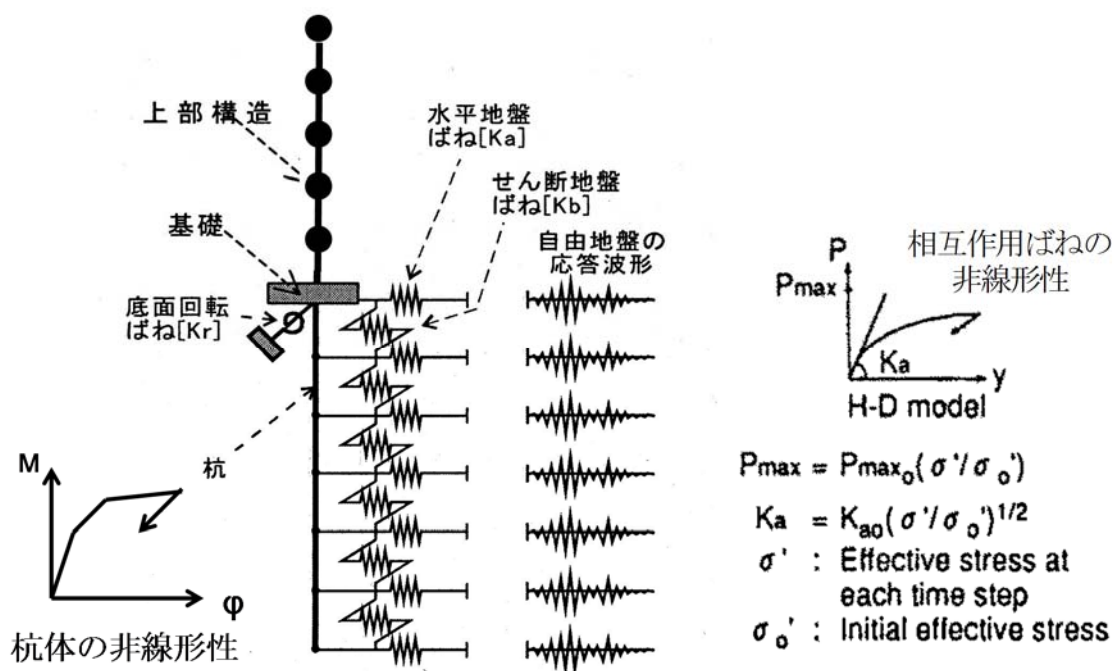 上部構造
水平地盤
ばね[Ka]
せん断地盤
ばね[Kb]
基礎
自由地盤の
応答波形
底面回転
ばね[Kr]
杭
M
φ
杭体の非線形性
相互作用ばねの
非線形性
P
Pmax
Ka
y
H-D model
Pmax = Pmax₀(σ'/σ₀')
Ka = Kₐ₀(σ'/σ₀')^1/2
σ' : Effective stress at
each time step
σ₀' : Initial effective stress